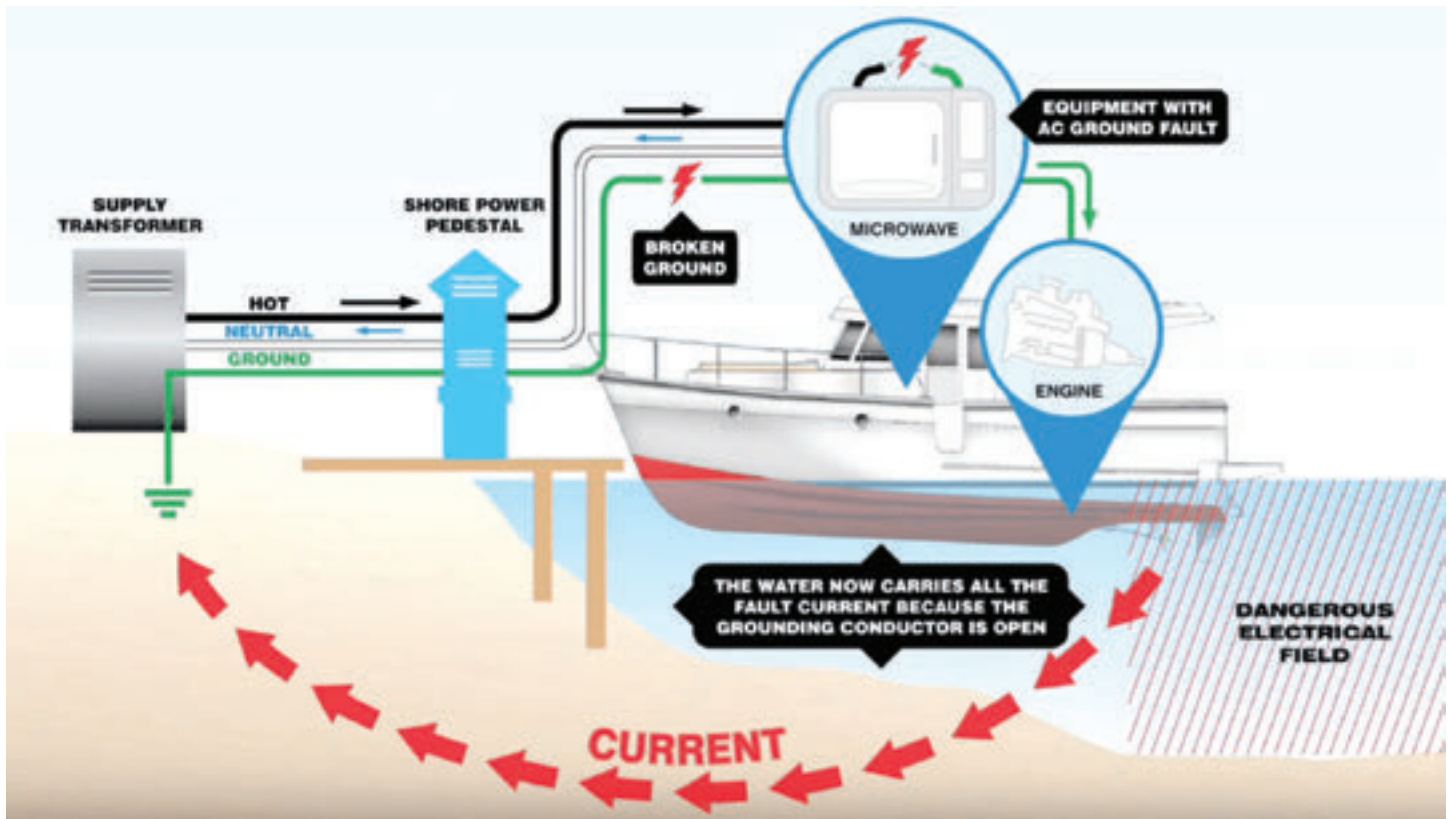 SUPPLY
TRANSFORMER
SHORE POWER
PEDESTAL
HOT
NEUTRAL
GROUND
BROKEN
GROUND
EQUIPMENT WITH
AC GROUND FAULT
MICROWAVE
ENGINE
THE WATER NOW CARRIES ALL THE
FAULT CURRENT BECAUSE THE
GROUNDING CONDUCTOR IS OPEN
DANGEROUS
ELECTRICAL
FIELD
CURRENT